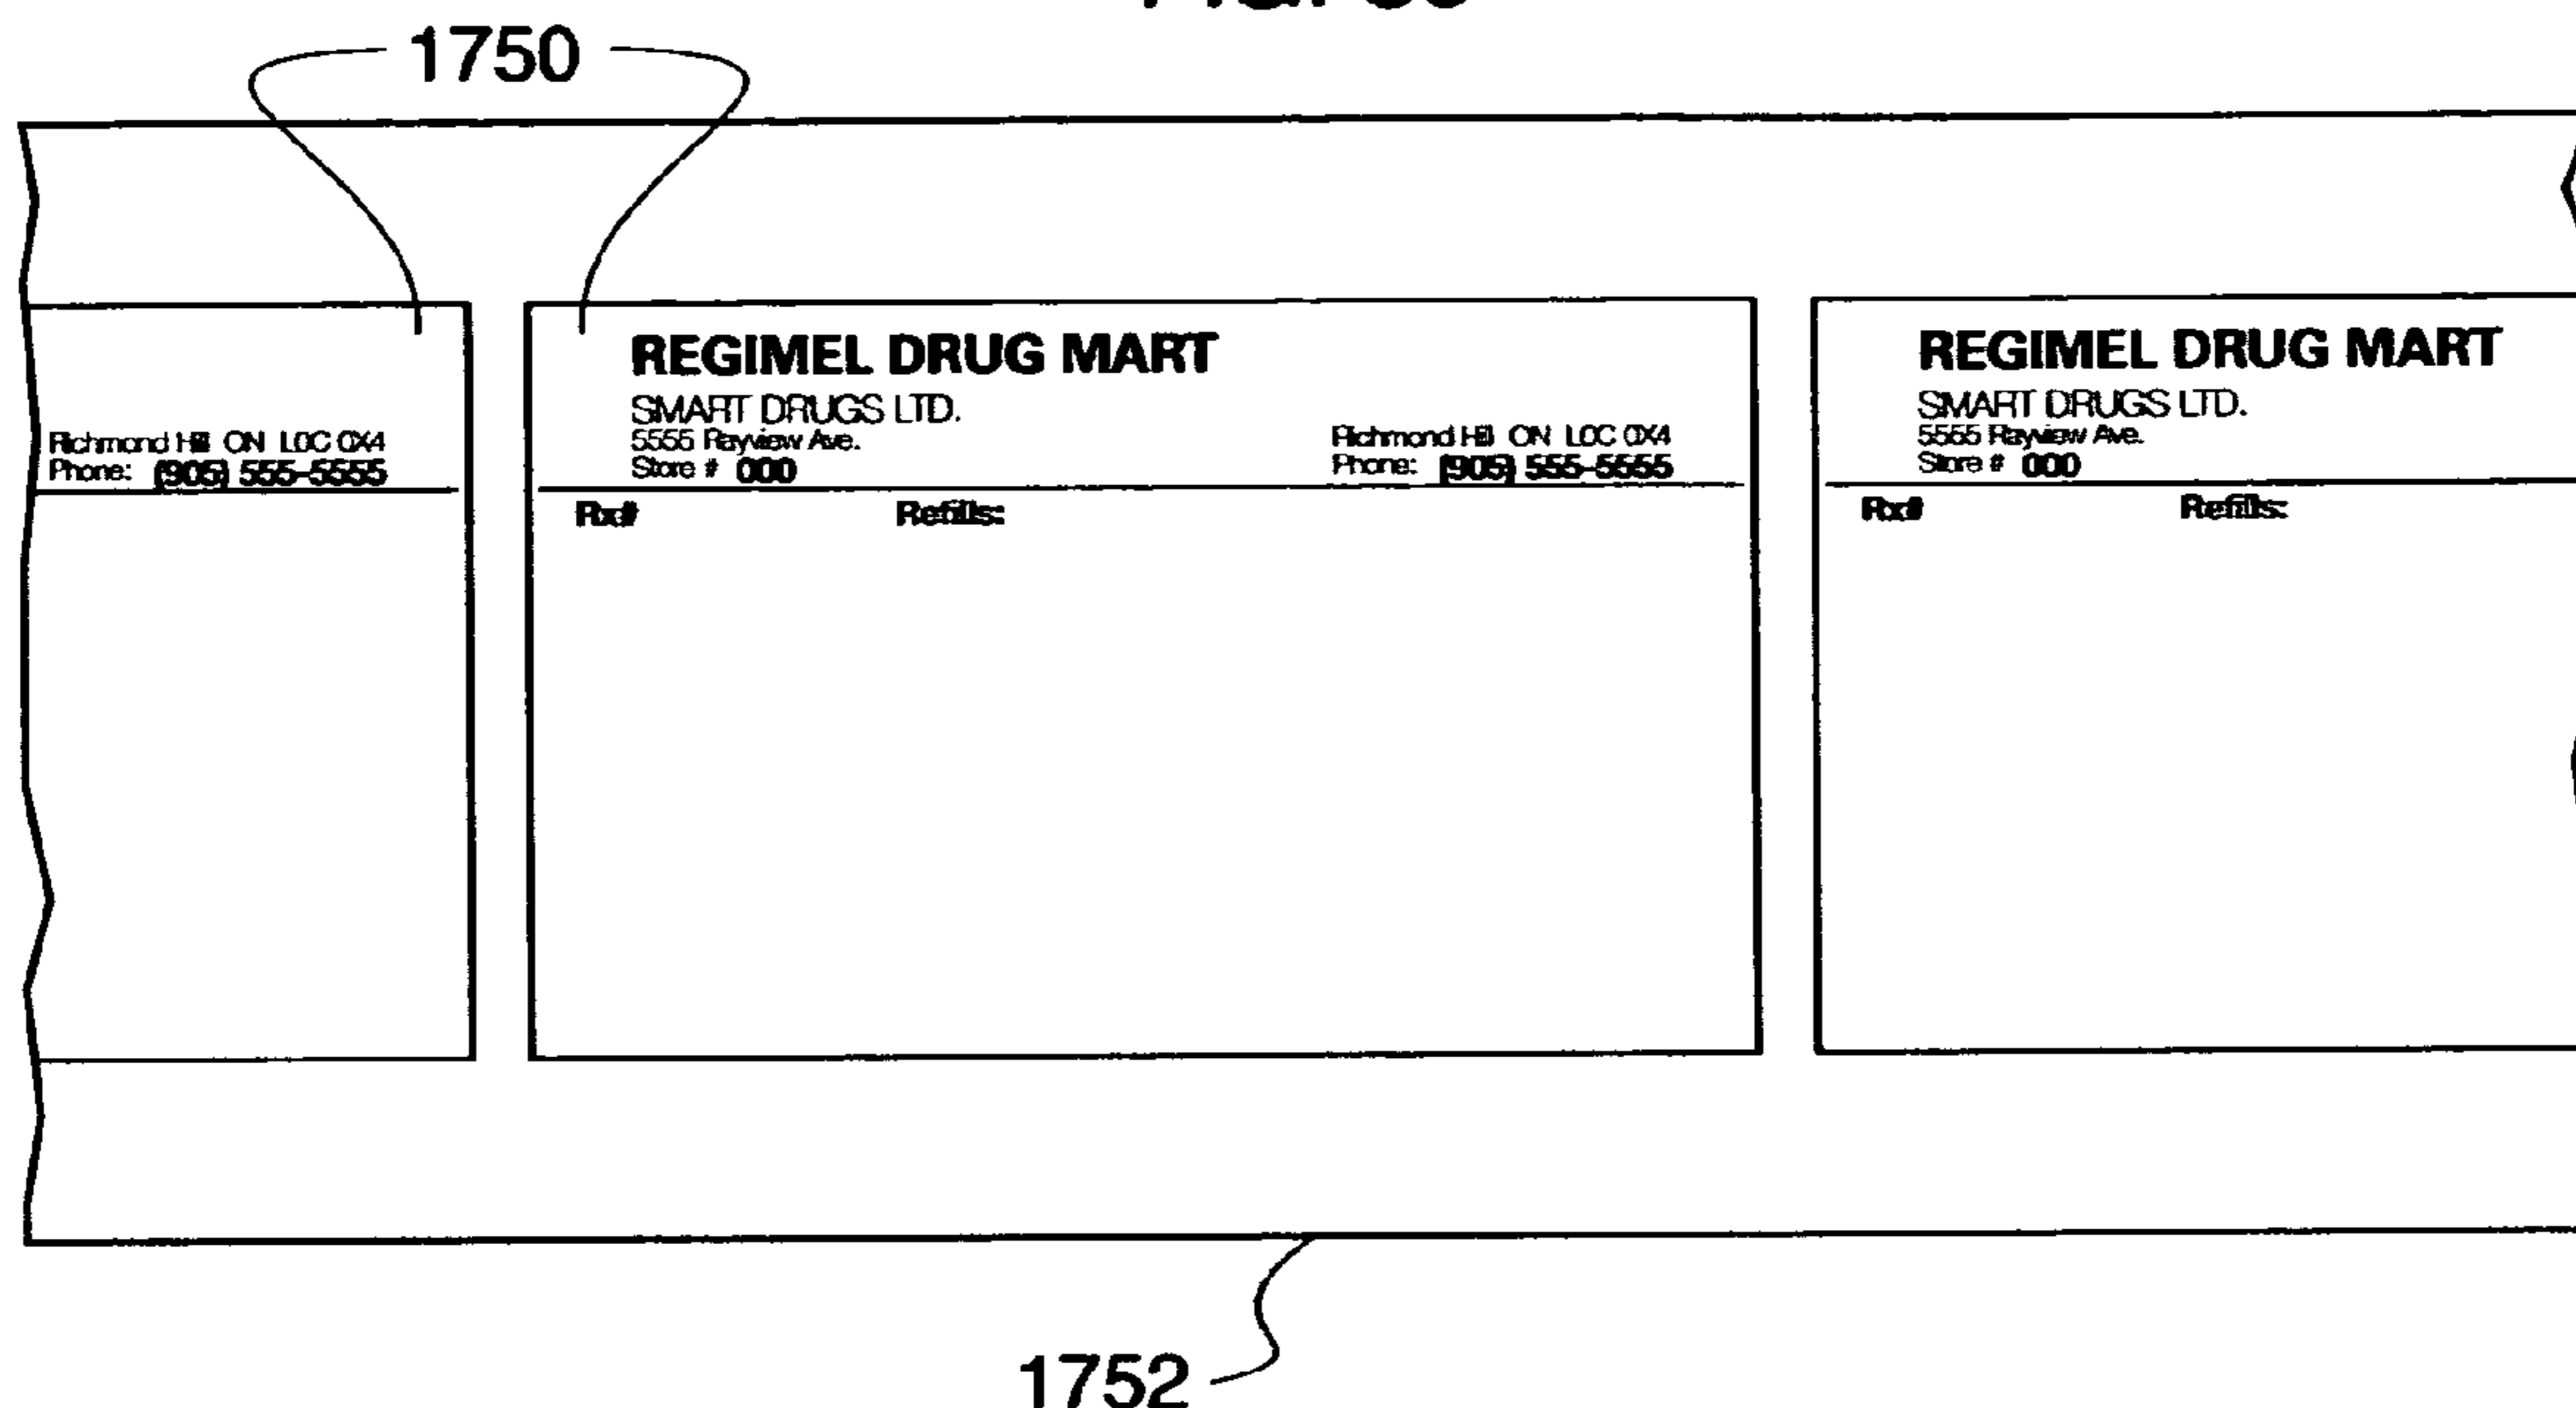 1750
Richmond Hill ON L0C 0X4
Phone: (905) 555-5555
REGIMEL DRUG MART
SMART DRUGS LTD.
5555 Rayview Ave.
Store # 000
Richmond Hill ON L0C 0X4
Phone: (905) 555-5555
Rx# Refills:
REGIMEL DRUG MART
SMART DRUGS LTD.
5555 Rayview Ave.
Store # 000
Rx# Refills:
1752